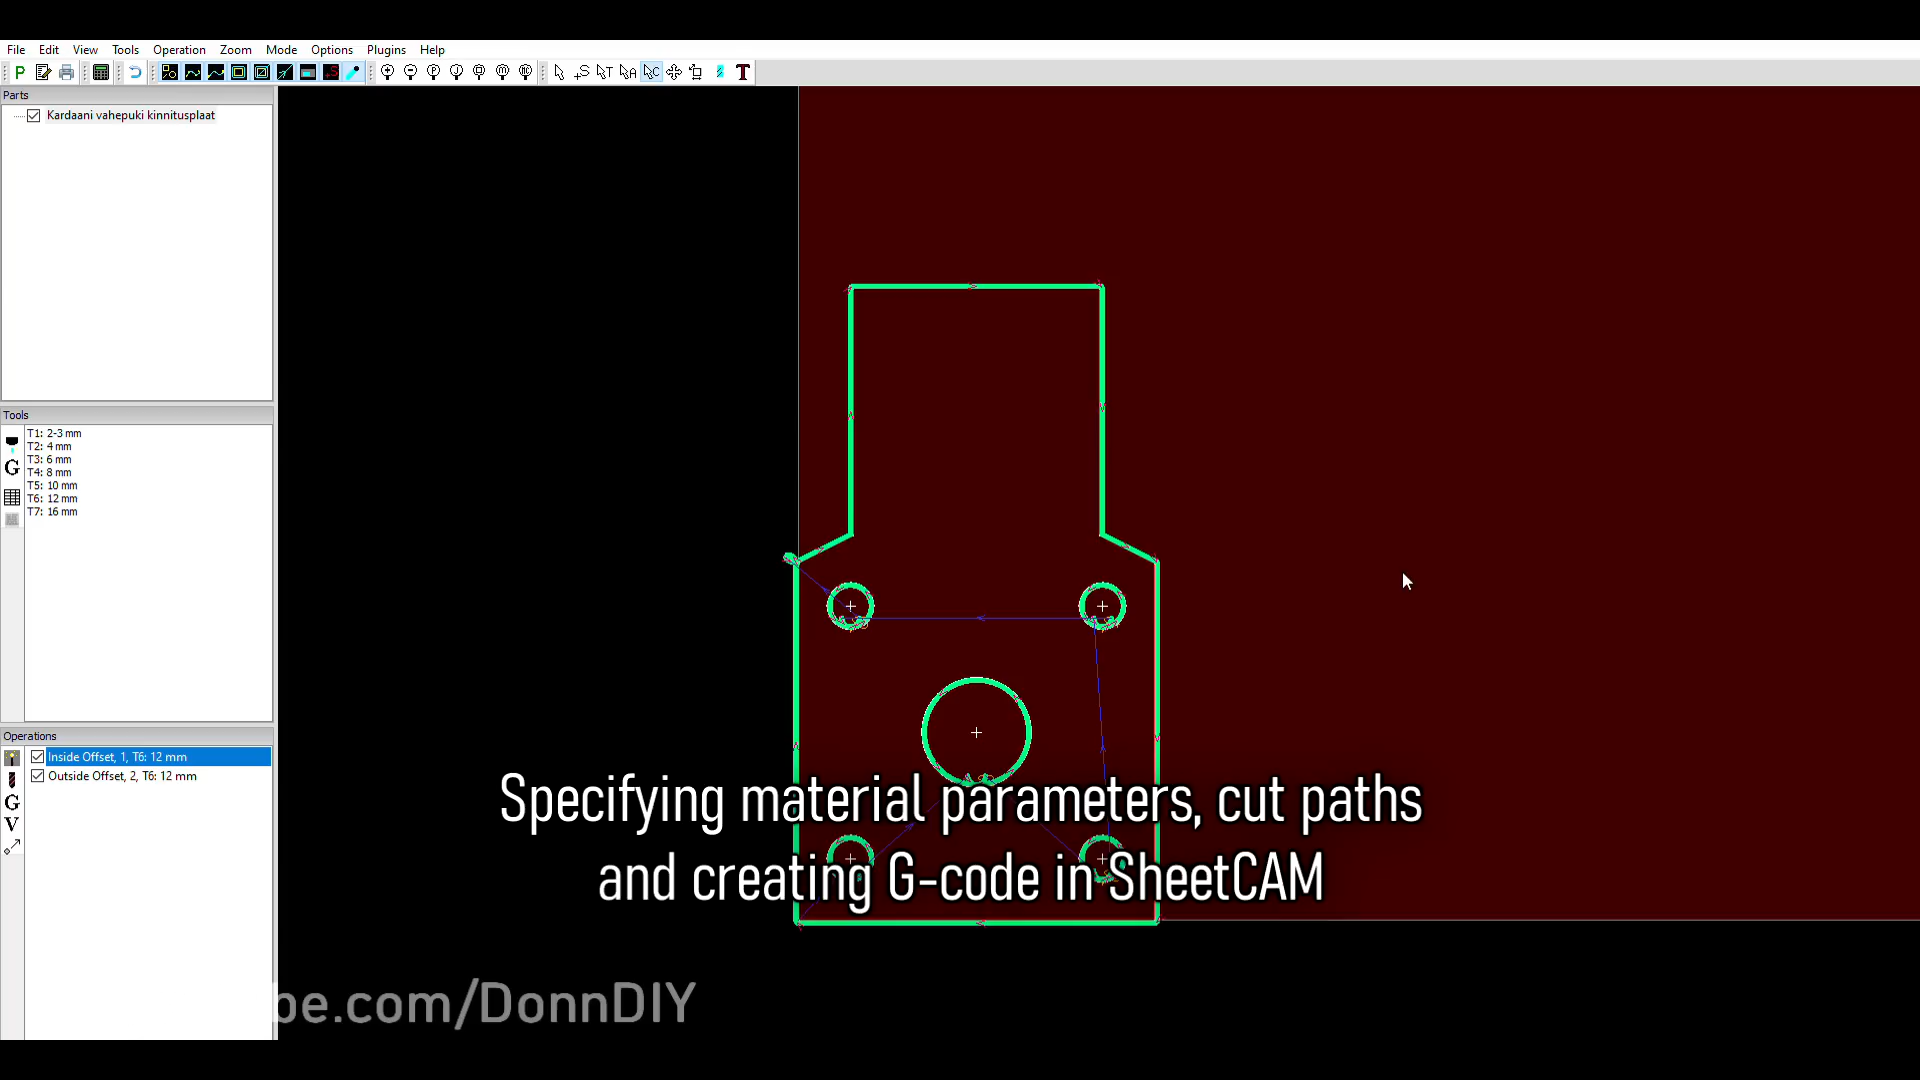 File Edit View Tools Operation Zoom Mode Options Plugins Help
Parts
Kardaani vahepuki kinnitusplaat
Tools
T1: 2-3 mm
T2: 4 mm
T3: 6 mm
T4: 8 mm
T5: 10 mm
T6: 12 mm
T7: 16 mm
Operations
Inside Offset, 1, T6: 12 mm
Outside Offset, 2, T6: 12 mm
Specifying material parameters, cut paths
and creating G-code in SheetCAM
be.com/DonnDIY